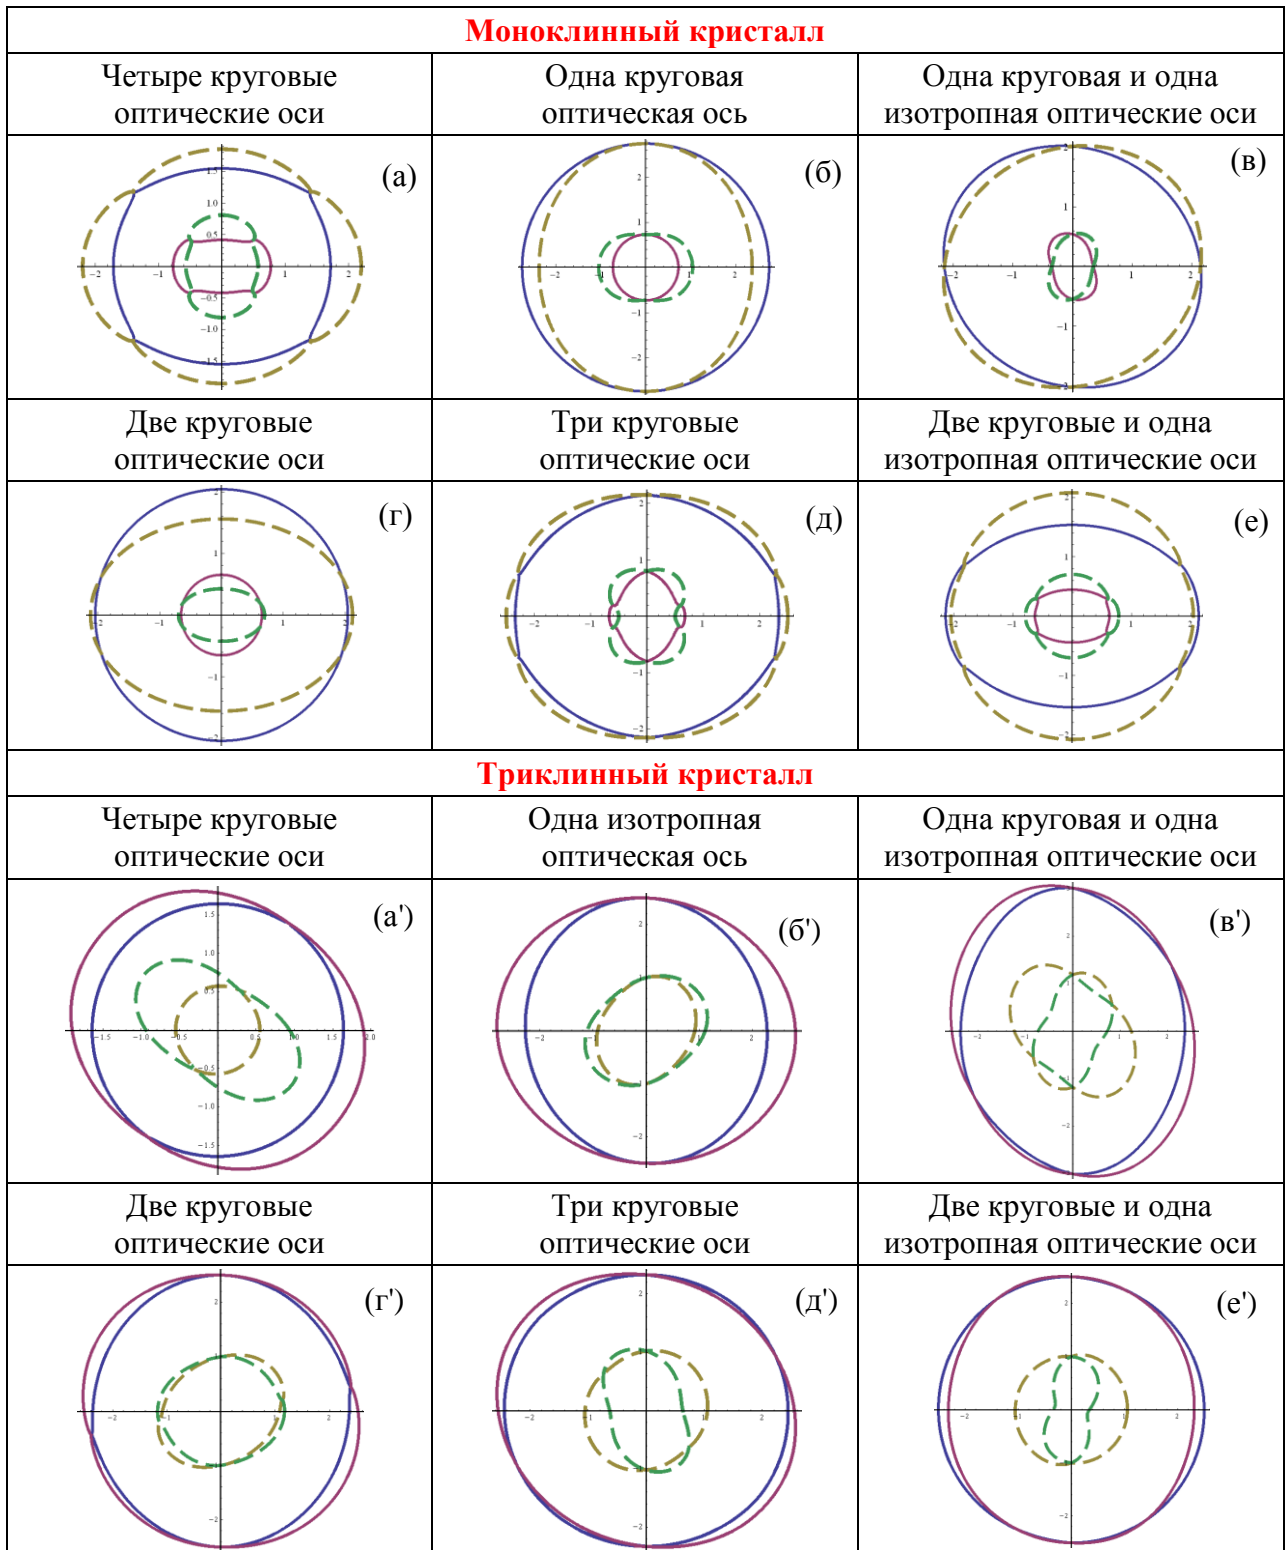 Моноклинный кристалл
Четыре круговые
оптические оси
Одна круговая
оптическая ось
Одна круговая и одна
изотропная оптические оси
(а)
(б)
(в)
Две круговые
оптические оси
Три круговые
оптические оси
Две круговые и одна
изотропная оптические оси
(г)
(д)
(е)
Триклинный кристалл
Четыре круговые
оптические оси
Одна изотропная
оптическая ось
Одна круговая и одна
изотропная оптические оси
(а')
(б')
(в')
Две круговые
оптические оси
Три круговые
оптические оси
Две круговые и одна
изотропная оптические оси
(г')
(д')
(е')